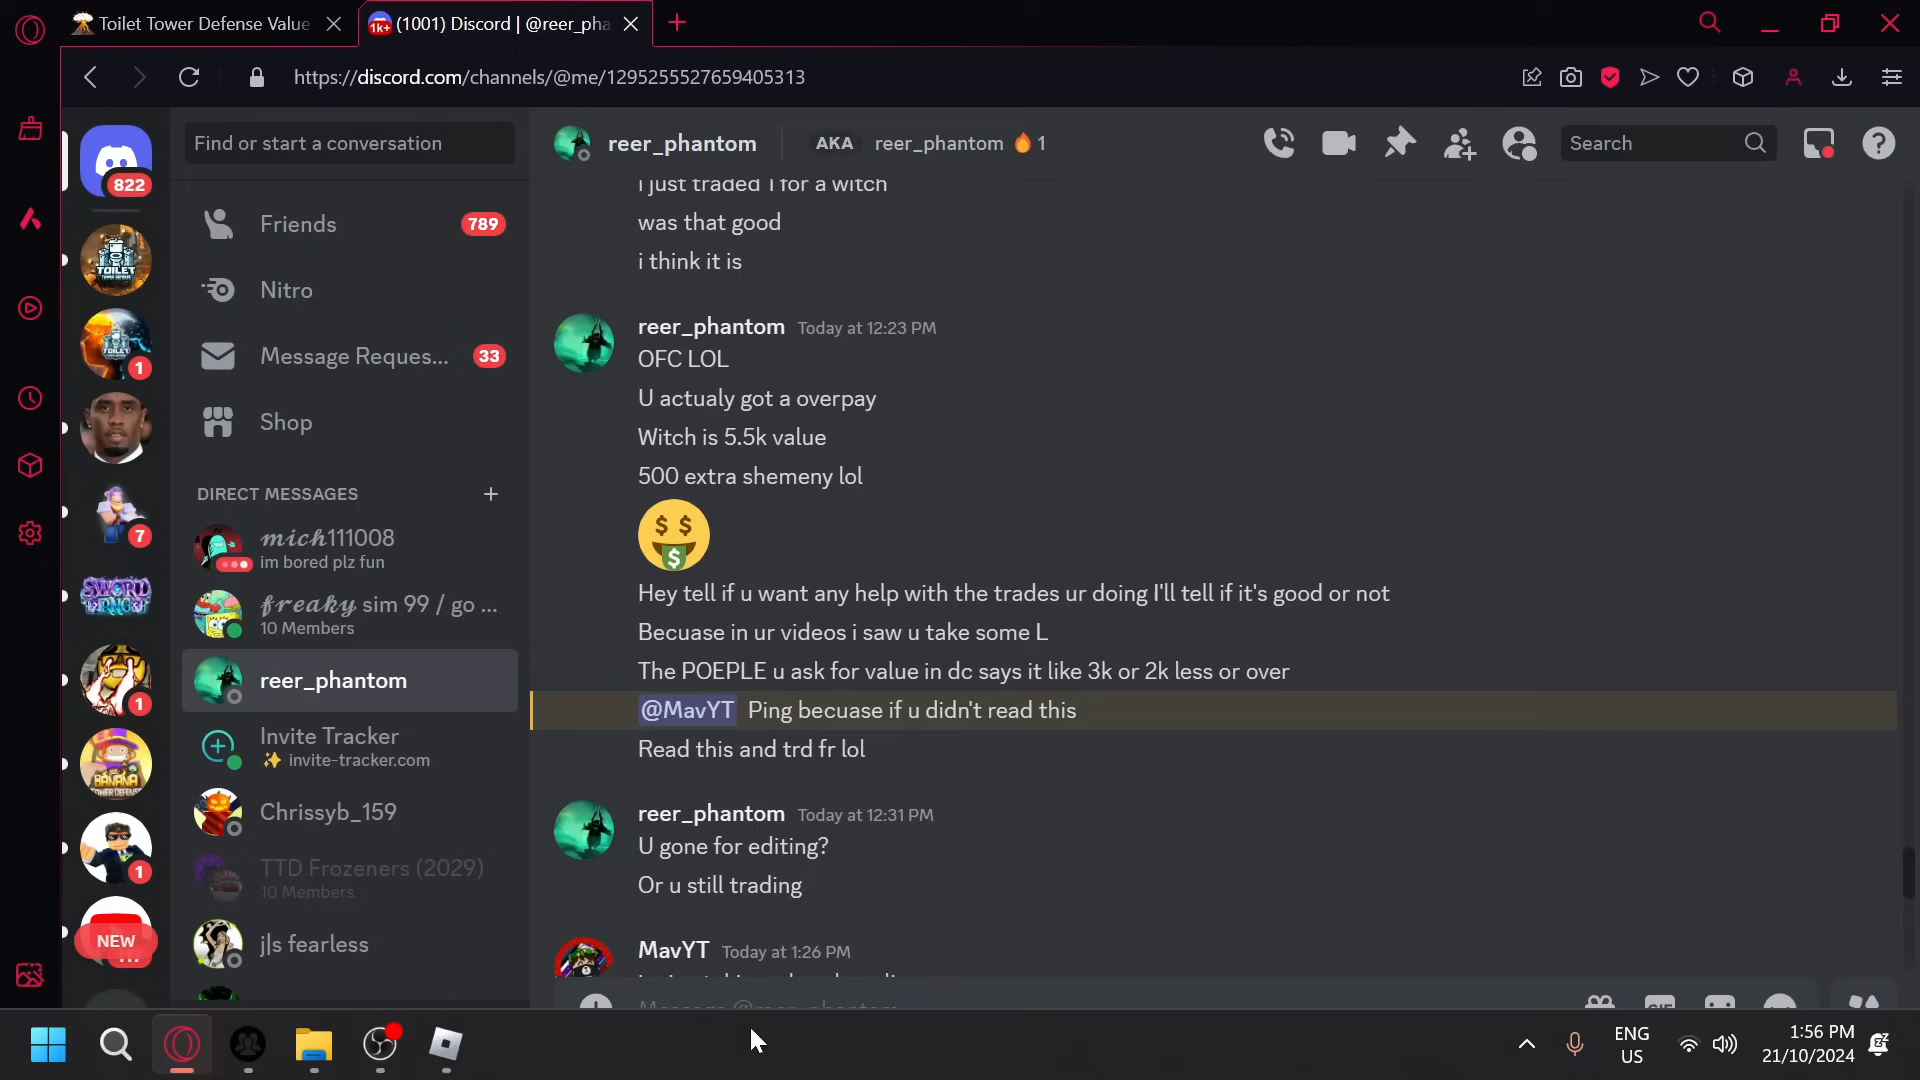 Toilet Tower Defense Value
1k+
(1001) Discord | @reer_pha
https://discord.com/channels/@me/1295255527659405313
822
Find or start a conversation
reer_phantom
AKA
reer_phantom 🔥 1
Search
Friends
789
Nitro
Message Reques...
33
Shop
DIRECT MESSAGES
TOILET
TOILET
1
7
SWORD
RNG
1
BANANA
TOWER DEFENSE
1
NEW
𝓶𝓲𝓬𝓱111008
im bored plz fun
𝓯𝓻𝓮𝓪𝓴𝔂 sim 99 / go ...
10 Members
reer_phantom
Invite Tracker
✨ invite-tracker.com
Chrissyb_159
TTD Frozeners (2029)
10 Members
j|s fearless
i just traded 1 for a witch
was that good
i think it is
reer_phantom Today at 12:23 PM
OFC LOL
U actualy got a overpay
Witch is 5.5k value
500 extra shemeny lol
🤑
Hey tell if u want any help with the trades ur doing I'll tell if it's good or not
Becuase in ur videos i saw u take some L
The POEPLE u ask for value in dc says it like 3k or 2k less or over
@MavYT Ping becuase if u didn't read this
Read this and trd fr lol
reer_phantom Today at 12:31 PM
U gone for editing?
Or u still trading
MavYT Today at 1:26 PM
Message @reer_phantom
GIF
ENG
US
1:56 PM
21/10/2024